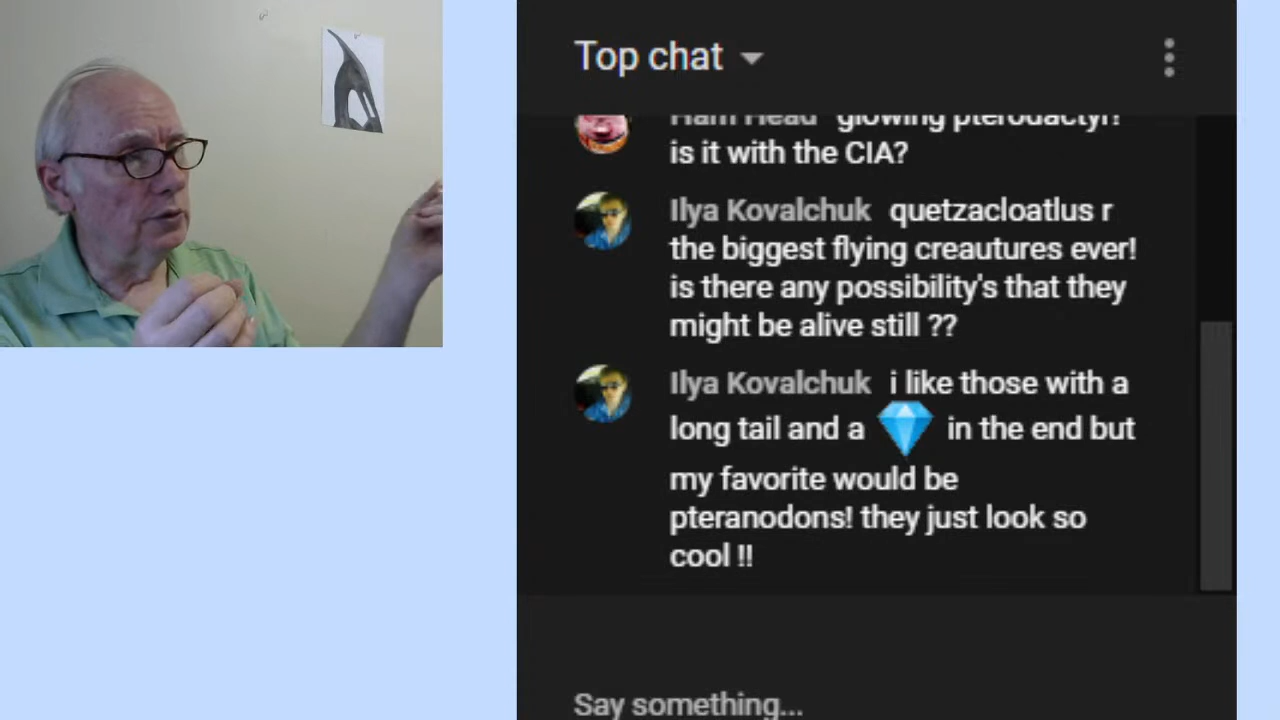 Top chat
Ham Head glowing pterodactyl?
is it with the CIA?
Ilya Kovalchuk quetzacloatlus r
the biggest flying creautures ever!
is there any possibility's that they
might be alive still ??
Ilya Kovalchuk i like those with a
long tail and a 💎 in the end but
my favorite would be
pteranodons! they just look so
cool !!
Say something...